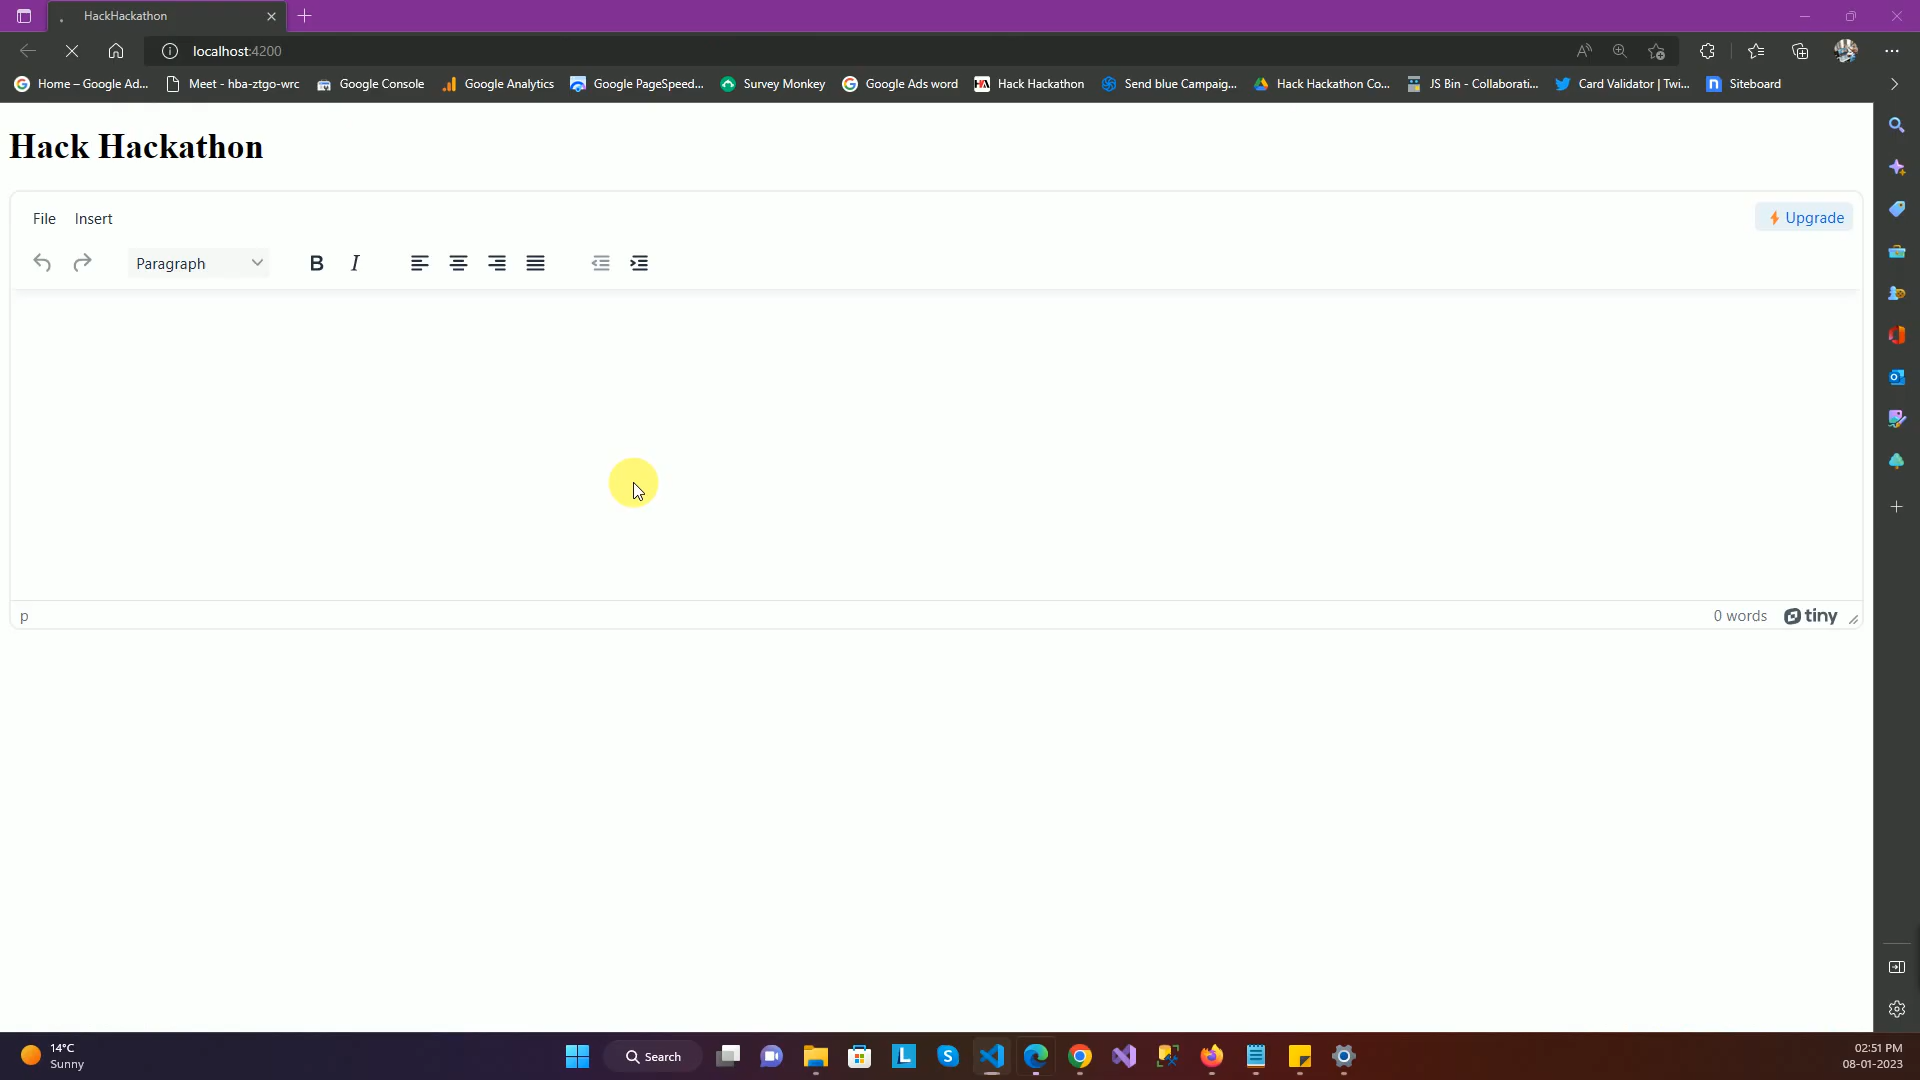 HackHackathon
localhost:4200
Home – Google Ad... Meet - hba-ztgo-wrc Google Console Google Analytics Google PageSpeed... Survey Monkey Google Ads word Hack Hackathon Send blue Campaig... Hack Hackathon Co... JS Bin - Collaborati... Card Validator | Twi... Siteboard
Hack Hackathon
File Insert Upgrade
Paragraph B I
p 0 words tiny
14°C
Sunny
Search
02:51 PM
08-01-2023